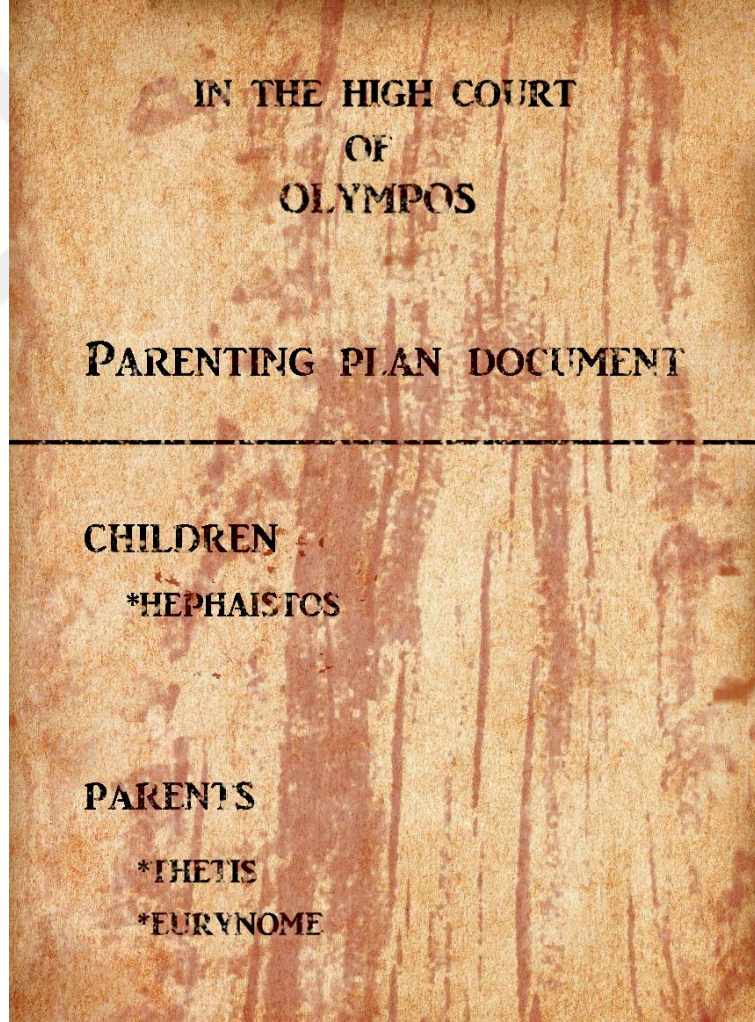 IN THE HIGH COURT
OF
OLYMPOS
PARENTING PLAN DOCUMENT
CHILDREN
*HEPHAISTOS
PARENTS
*THETIS
*EURYNOME